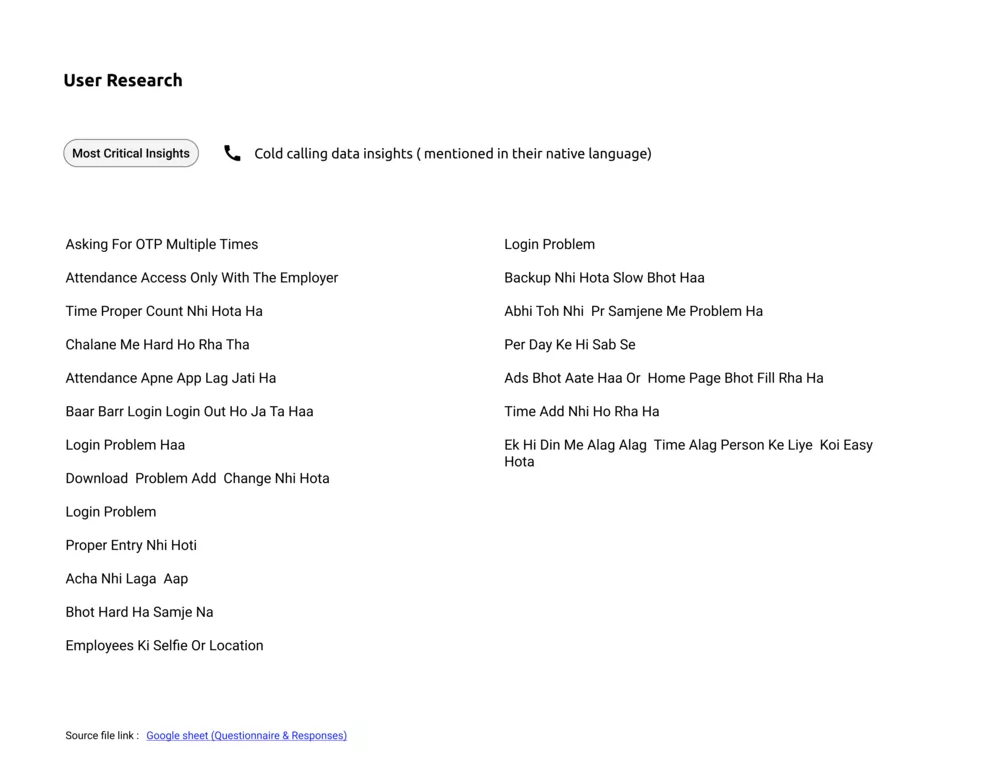 User Research
Most Critical Insights
Cold calling data insights ( mentioned in their native language)
Asking For OTP Multiple Times
Attendance Access Only With The Employer
Time Proper Count Nhi Hota Ha
Chalane Me Hard Ho Rha Tha
Attendance Apne App Lag Jati Ha
Baar Barr Login Login Out Ho Ja Ta Haa
Login Problem Haa
Download  Problem Add  Change Nhi Hota
Login Problem
Proper Entry Nhi Hoti
Acha Nhi Laga  Aap
Bhot Hard Ha Samje Na
Employees Ki Selfie Or Location
Login Problem
Backup Nhi Hota Slow Bhot Haa
Abhi Toh Nhi  Pr Samjene Me Problem Ha
Per Day Ke Hi Sab Se
Ads Bhot Aate Haa Or  Home Page Bhot Fill Rha Ha
Time Add Nhi Ho Rha Ha
Ek Hi Din Me Alag Alag  Time Alag Person Ke Liye  Koi Easy
Hota
Source file link :  Google sheet (Questionnaire & Responses)